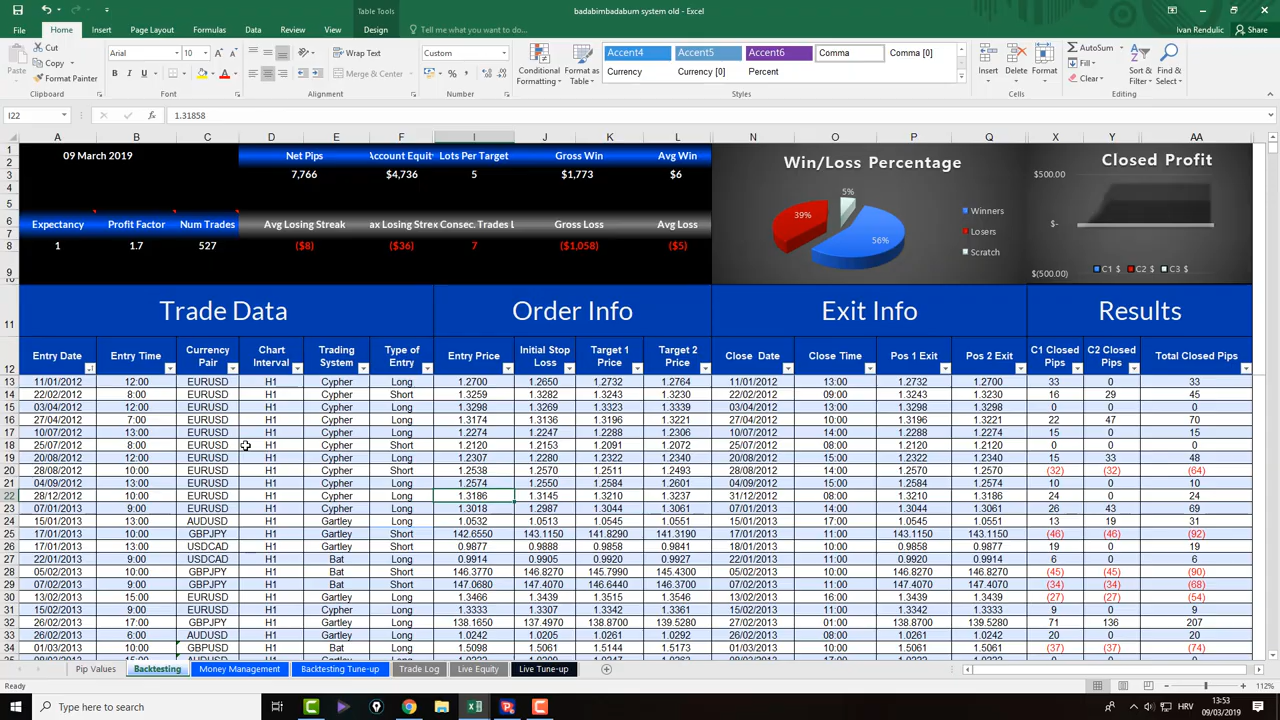 Table Tools
badabimbadabum system old - Excel
File Home Insert Page Layout Formulas Data Review View Design Tell me what you want to do Ivan Rendulic Share
Cut
Copy
Format Painter
Paste
Arial 10
Wrap Text
Merge & Center
Custom
Conditional Formatting Format as Table
Accent4 Accent5 Accent6 Comma Comma [0]
Currency Currency [0] Percent
Insert Delete Format
AutoSum
Fill
Clear
Sort & Filter Find & Select
Clipboard Font Alignment Number Styles Cells Editing
I22 1.31858
A B C D E F I J K L N O P Q X Y AA
09 March 2019 Net Pips Account Equit Lots Per Target Gross Win Avg Win
7,766 $4,736 5 $1,773 $6
Expectancy Profit Factor Num Trades Avg Losing Streak ax Losing Strea Consec. Trades L Gross Loss Avg Loss
1 1.7 527 ($8) ($36) 7 ($1,058) ($5)
Win/Loss Percentage
5%
39%
56%
Winners
Losers
Scratch
Closed Profit
$500.00
$-
$(500.00)
C1 $ C2 $ C3 $
Trade Data Order Info Exit Info Results
Entry Date Entry Time Currency Pair Chart Interval Trading System Type of Entry Entry Price Initial Stop Loss Target 1 Price Target 2 Price Close Date Close Time Pos 1 Exit Pos 2 Exit C1 Closed Pips C2 Closed Pips Total Closed Pips
13 11/01/2012 12:00 EURUSD H1 Cypher Long 1.2700 1.2650 1.2732 1.2764 11/01/2012 13:00 1.2732 1.2700 33 0 33
14 22/02/2012 8:00 EURUSD H1 Cypher Short 1.3259 1.3282 1.3243 1.3230 22/02/2012 09:00 1.3243 1.3230 16 29 45
15 03/04/2012 12:00 EURUSD H1 Cypher Long 1.3298 1.3269 1.3323 1.3339 03/04/2012 13:00 1.3298 1.3298 0 0 0
16 27/04/2012 7:00 EURUSD H1 Cypher Long 1.3174 1.3136 1.3196 1.3221 27/04/2012 10:00 1.3196 1.3221 22 47 70
17 10/07/2012 13:00 EURUSD H1 Cypher Long 1.2274 1.2247 1.2288 1.2306 10/07/2012 14:00 1.2288 1.2274 15 0 15
18 25/07/2012 8:00 EURUSD H1 Cypher Short 1.2120 1.2153 1.2091 1.2072 25/07/2012 08:00 1.2120 1.2120 0 0 0
19 20/08/2012 12:00 EURUSD H1 Cypher Long 1.2307 1.2280 1.2322 1.2340 20/08/2012 15:00 1.2322 1.2340 15 33 48
20 28/08/2012 10:00 EURUSD H1 Cypher Short 1.2538 1.2570 1.2511 1.2493 28/08/2012 10:00 1.2570 1.2570 (32) (32) (64)
21 04/09/2012 13:00 EURUSD H1 Cypher Long 1.2574 1.2550 1.2584 1.2601 04/09/2012 13:00 1.2584 1.2574 10 0 10
22 28/12/2012 10:00 EURUSD H1 Cypher Long 1.3186 1.3145 1.3210 1.3237 31/12/2012 08:00 1.3210 1.3186 24 0 24
23 07/01/2013 9:00 EURUSD H1 Cypher Long 1.3018 1.2987 1.3044 1.3061 07/01/2013 14:00 1.3044 1.3061 26 43 69
24 15/01/2013 13:00 AUDUSD H1 Gartley Long 1.0532 1.0513 1.0545 1.0551 15/01/2013 17:00 1.0545 1.0551 13 19 31
25 17/01/2013 10:00 GBPJPY H1 Gartley Short 142.6550 143.1150 141.8290 141.3190 17/01/2013 11:00 143.1150 143.1150 (46) (46) (92)
26 17/01/2013 13:00 USDCAD H1 Gartley Short 0.9877 0.9888 0.9858 0.9841 18/01/2013 10:00 0.9858 0.9877 19 0 19
27 22/01/2013 9:00 USDCAD H1 Bat Long 0.9914 0.9905 0.9920 0.9929 22/01/2013 11:00 0.9920 0.9914 6 0 6
28 05/02/2013 10:00 GBPJPY H1 Bat Short 146.3770 146.8270 145.7990 145.4300 05/02/2013 10:00 146.8270 146.8270 (45) (45) (90)
29 07/02/2013 9:00 GBPJPY H1 Bat Short 147.0680 147.4070 146.6440 146.3700 07/02/2013 09:00 147.4070 147.4070 (34) (34) (68)
30 13/02/2013 15:00 EURUSD H1 Gartley Long 1.3466 1.3439 1.3515 1.3546 13/02/2013 16:00 1.3439 1.3439 (27) (27) (54)
31 15/02/2013 9:00 EURUSD H1 Cypher Long 1.3333 1.3307 1.3342 1.3363 15/02/2013 09:00 1.3342 1.3333 9 0 9
32 26/02/2013 17:00 GBPJPY H1 Gartley Long 138.1650 137.4970 138.8700 139.5280 26/02/2013 17:00 138.8700 139.5280 71 136 207
33 26/02/2013 6:00 AUDUSD H1 Gartley Long 1.0242 1.0205 1.0261 1.0292 26/02/2013 08:00 1.0261 1.0242 20 0 20
34 01/03/2013 9:00 GBPUSD H1 Gartley Long 1.5098 1.5061 1.5144 1.5175 01/03/2013 10:00 1.5061 1.5061 (37) (37) (74)
Pip Values Backtesting Money Management Backtesting Tune-up Trade Log Live Equity Live Tune-up
Ready 112%
Type here to search HRV 13:53
09/03/2019